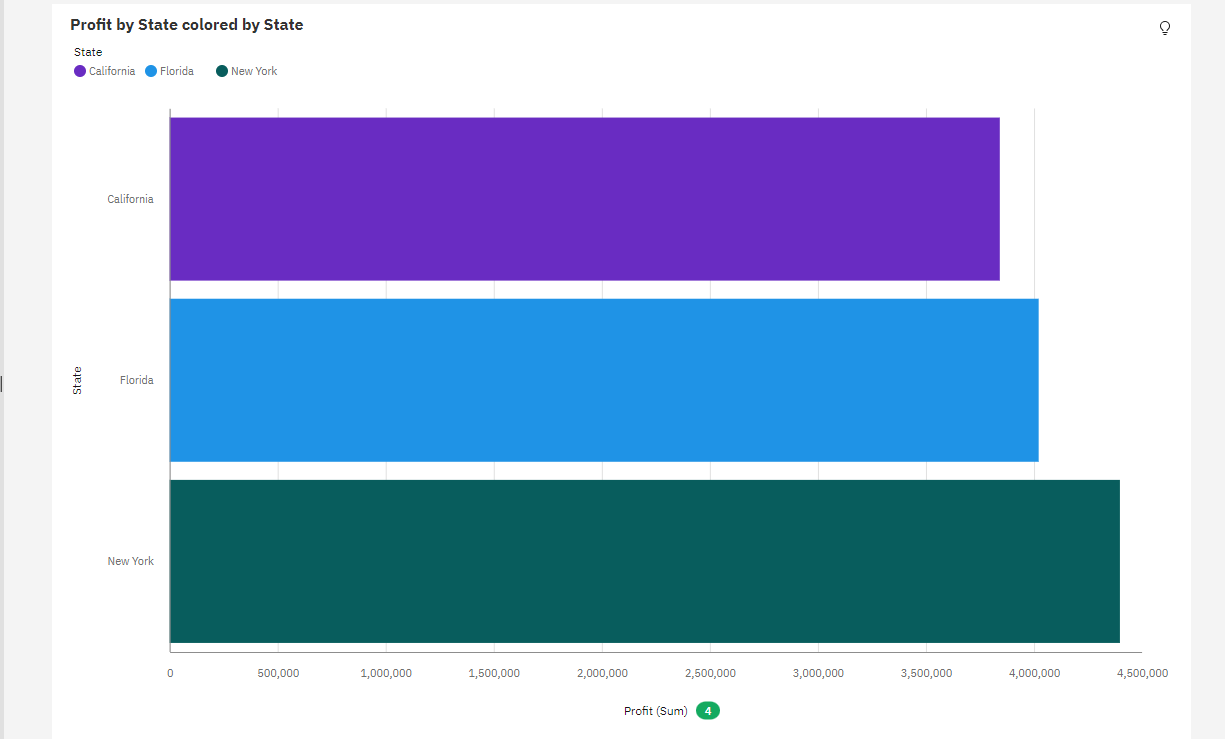 Profit by State colored by State
State
California Florida New York
California
Florida
State
New York
0 500,000 1,000,000 1,500,000 2,000,000 2,500,000 3,000,000 3,500,000 4,000,000 4,500,000
Profit (Sum) 4